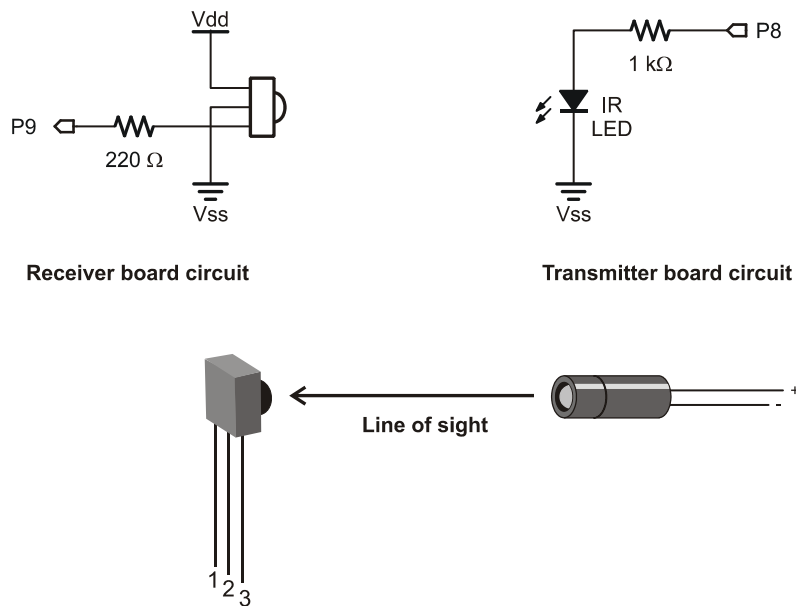 Vdd
P9
220 Ω
Vss
P8
1 kΩ
IR
LED
Vss
Receiver board circuit
Transmitter board circuit
Line of sight
+
-
1
2
3